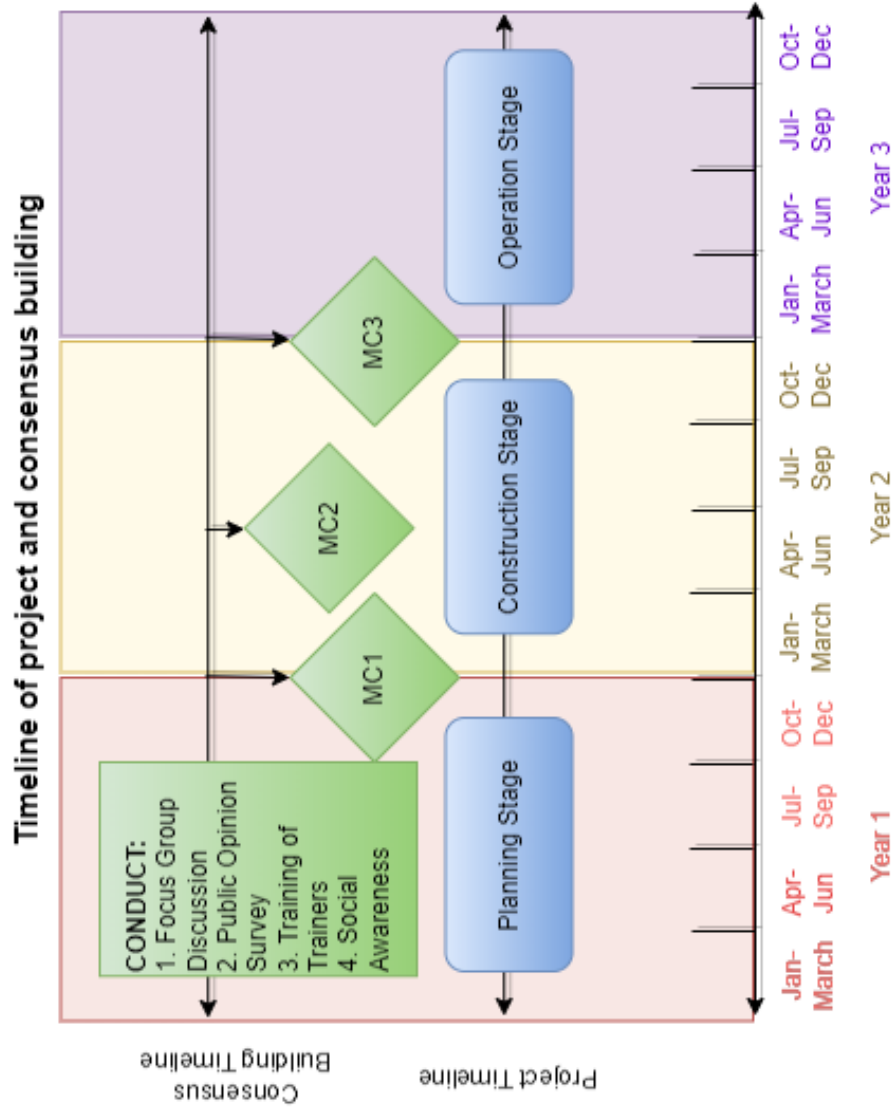 Timeline of project and consensus building
Consensus
Building Timeline
CONDUCT:
1. Focus Group
Discussion
2. Public Opinion
Survey
3. Training of
Trainers
4. Social
Awareness
MC1
MC2
MC3
Project Timeline
Planning Stage
Construction Stage
Operation Stage
Jan-
March
Apr-
Jun
Jul-
Sep
Oct-
Dec
Jan-
March
Apr-
Jun
Jul-
Sep
Oct-
Dec
Jan-
March
Apr-
Jun
Jul-
Sep
Oct-
Dec
Year 1
Year 2
Year 3